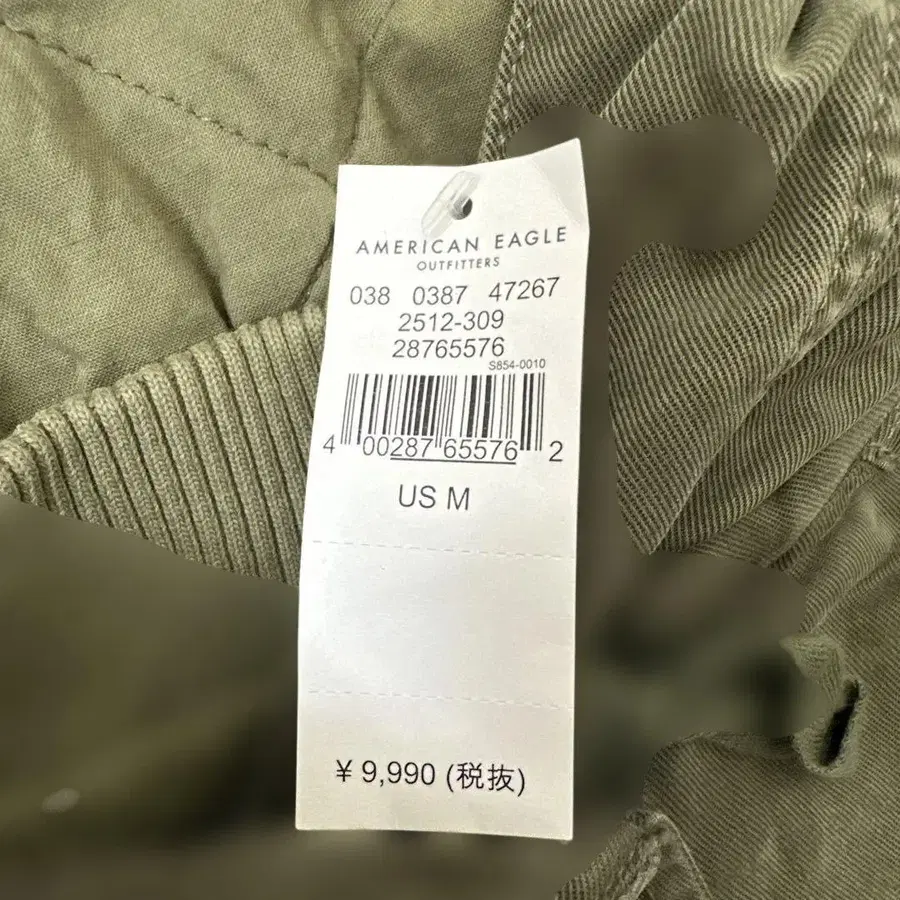 AMERICAN EAGLE
OUTFITTERS
038 0387 47267
2512-309
28765576
S854-0010
4 00287 65576 2
US M
¥ 9,990 (税抜)